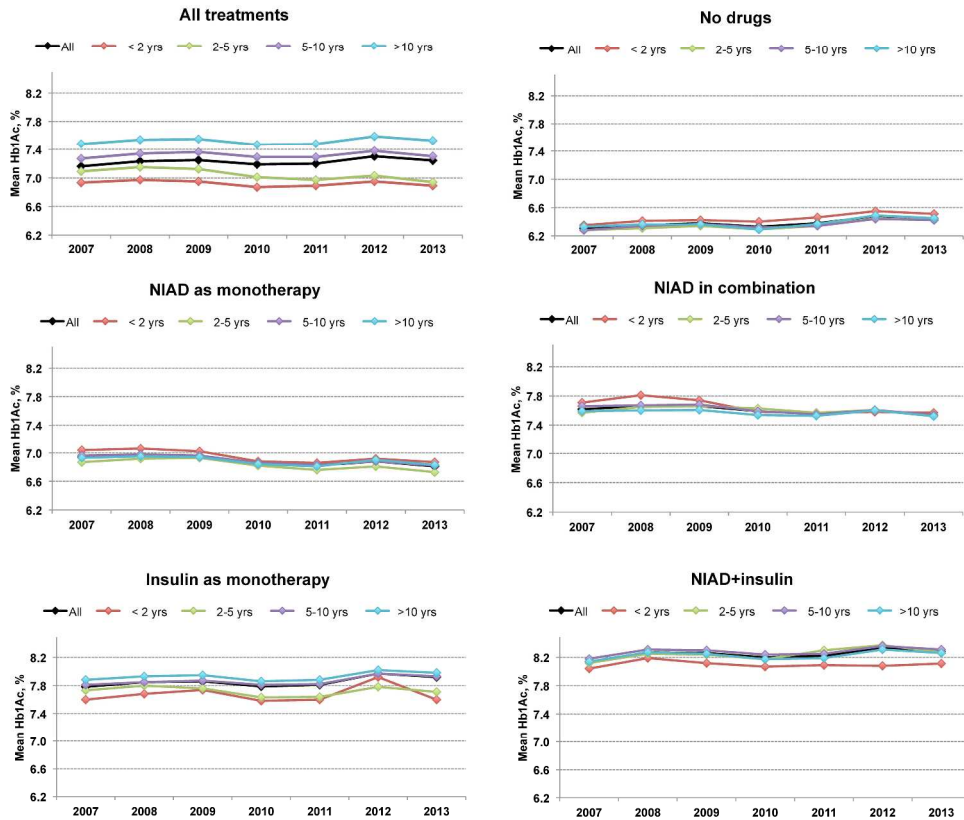 All treatments
All < 2 yrs 2-5 yrs 5-10 yrs >10 yrs
Mean Hb1Ac, %
8.2
7.8
7.4
7.0
6.6
6.2
2007 2008 2009 2010 2011 2012 2013
No drugs
All < 2 yrs 2-5 yrs 5-10 yrs >10 yrs
Mean Hb1Ac, %
8.2
7.8
7.4
7.0
6.6
6.2
2007 2008 2009 2010 2011 2012 2013
NIAD as monotherapy
All < 2 yrs 2-5 yrs 5-10 yrs >10 yrs
Mean Hb1Ac, %
8.2
7.8
7.4
7.0
6.6
6.2
2007 2008 2009 2010 2011 2012 2013
NIAD in combination
All < 2 yrs 2-5 yrs 5-10 yrs >10 yrs
Mean Hb1Ac, %
8.2
7.8
7.4
7.0
6.6
6.2
2007 2008 2009 2010 2011 2012 2013
Insulin as monotherapy
All < 2 yrs 2-5 yrs 5-10 yrs >10 yrs
Mean Hb1Ac, %
8.2
7.8
7.4
7.0
6.6
6.2
2007 2008 2009 2010 2011 2012 2013
NIAD+insulin
All < 2 yrs 2-5 yrs 5-10 yrs >10 yrs
Mean Hb1Ac, %
8.2
7.8
7.4
7.0
6.6
6.2
2007 2008 2009 2010 2011 2012 2013